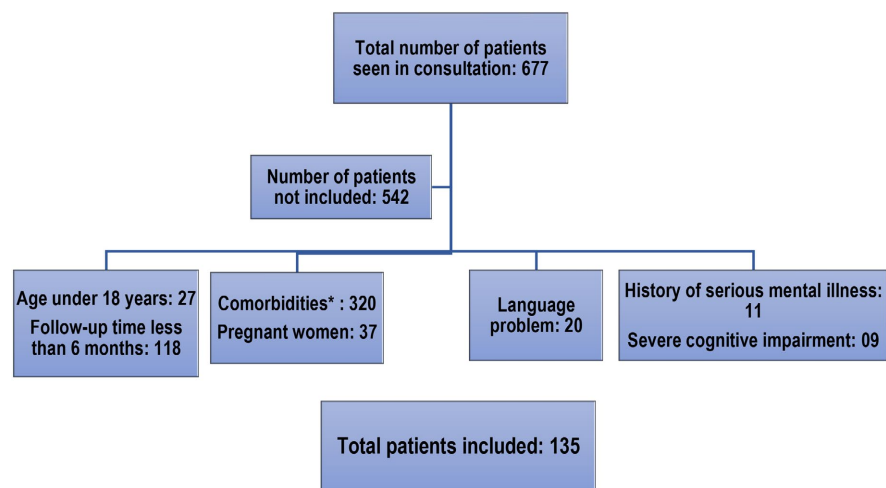 Total number of patients
seen in consultation: 677
Number of patients
not included: 542
Age under 18 years: 27
Follow-up time less
than 6 months: 118
Comorbidities* : 320
Pregnant women: 37
Language
problem: 20
History of serious mental illness:
11
Severe cognitive impairment: 09
Total patients included: 135